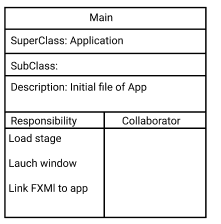 Main
SuperClass: Application
SubClass:
Description: Initial file of App
Responsibility Collaborator
Load stage
Lauch window
Link FXMl to app